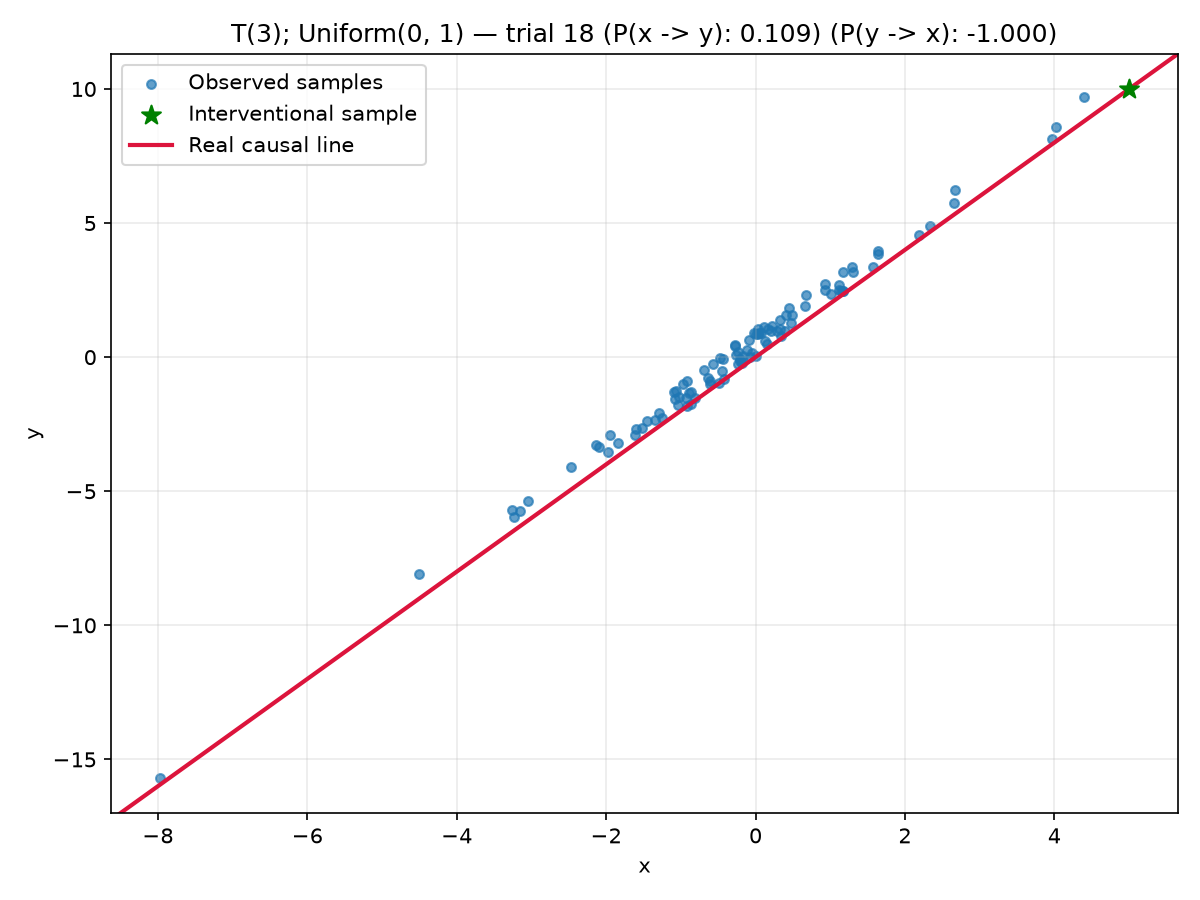 T(3); Uniform(0, 1) — trial 18 (P(x -> y): 0.109) (P(y -> x): -1.000)
Observed samples
Interventional sample
Real causal line
10
5
0
−5
−10
−15
y
−8
−6
−4
−2
0
2
4
x